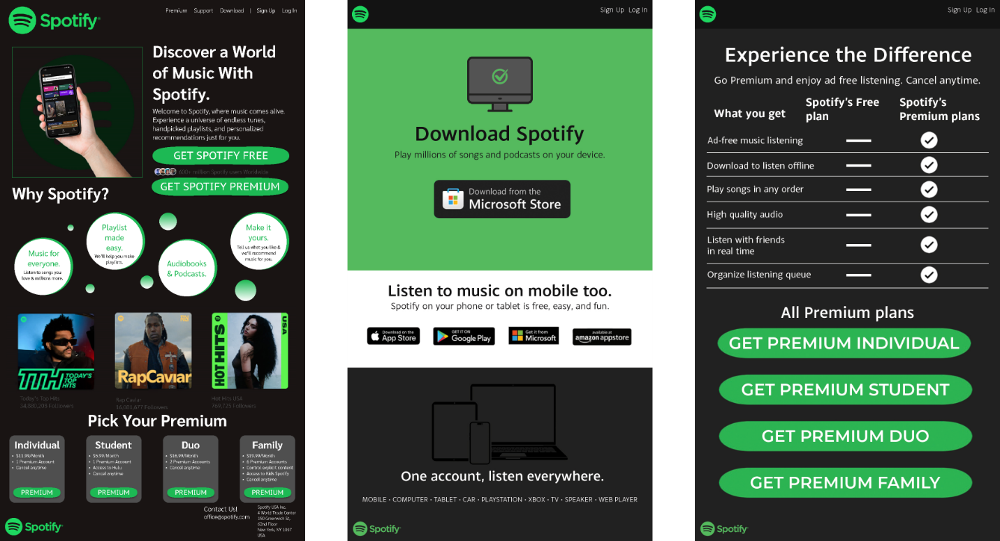 Spotify
Premium Support Download | Sign Up Log In
Discover a World
of Music With
Spotify.
Welcome to Spotify, where music comes alive.
Experience a universe of endless tunes,
handpicked playlists, and personalized
recommendations just for you.
GET SPOTIFY FREE
600+ million Spotify users Worldwide
GET SPOTIFY PREMIUM
Why Spotify?
Music for
everyone.
Listen to songs you
love & millions more.
Playlist
made
easy.
We'll help you make
playlists.
Audiobooks
& Podcasts.
Make it
yours.
Tell us what you like &
we'll recommend
music for you.
TODAY'S
TOP
HITS
RapCaviar
HOT HITS
USA
Today's Top Hits
Rap Caviar
16,001,677 Followers
Hot Hits USA
769,725 Followers
Pick Your Premium
Individual
• $11.99/Month
• 1 Premium Account
• Cancel anytime
PREMIUM
Student
• $5.99/Month
• 1 Premium Account
• Access to Hulu
• Cancel anytime
PREMIUM
Duo
• $16.99/Month
• 2 Premium Accounts
• Cancel anytime
PREMIUM
Family
• $19.99/Month
• 6 Premium Accounts
• Control explicit content
• Access to Kids Spotify
• Cancel anytime
PREMIUM
Spotify
Contact Us!
office@spotify.com
Spotify USA Inc.
4 World Trade Center
150 Greenwich St,
62nd Floor
New York, NY 1007
USA
Sign Up Log In
Download Spotify
Play millions of songs and podcasts on your device.
Download from the
Microsoft Store
Listen to music on mobile too.
Spotify on your phone or tablet is free, easy, and fun.
Download on the
App Store
GET IT ON
Google Play
Get it from
Microsoft
available at
amazon appstore
One account, listen everywhere.
MOBILE • COMPUTER • TABLET • CAR • PLAYSTATION • XBOX • TV • SPEAKER • WEB PLAYER
Spotify
Sign Up Log In
Experience the Difference
Go Premium and enjoy ad free listening. Cancel anytime.
What you get
Spotify's Free
plan
Spotify's
Premium plans
Ad-free music listening
Download to listen offline
Play songs in any order
High quality audio
Listen with friends
in real time
Organize listening queue
All Premium plans
GET PREMIUM INDIVIDUAL
GET PREMIUM STUDENT
GET PREMIUM DUO
GET PREMIUM FAMILY
Spotify